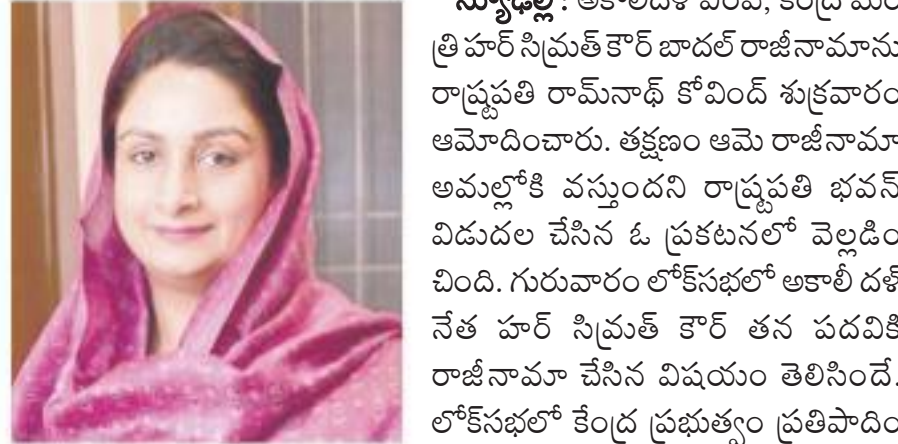 న్యూఢిల్లీ: అకాలీదళ్
త్రి హర్ సిమ్రత్ కౌర్ బాదల్ రాజీనామాను
రాష్ట్రపతి రామ్‌నాథ్ కోవింద్ శుక్రవారం
ఆమోదించారు. తక్షణం ఆమె రాజీనామా
అమల్లోకి వస్తుందని రాష్ట్రపతి భవన్
విడుదల చేసిన ఓ ప్రకటనలో వెల్లడిం
చింది. గురువారం లోక్‌సభలో అకాలీ దళ్
నేత హర్ సిమ్రత్ కౌర్ తన పదవికి
రాజీనామా చేసిన విషయం తెలిసిందే.
లోక్‌సభలో కేంద్ర ప్రభుత్వం ప్రతిపాదిం